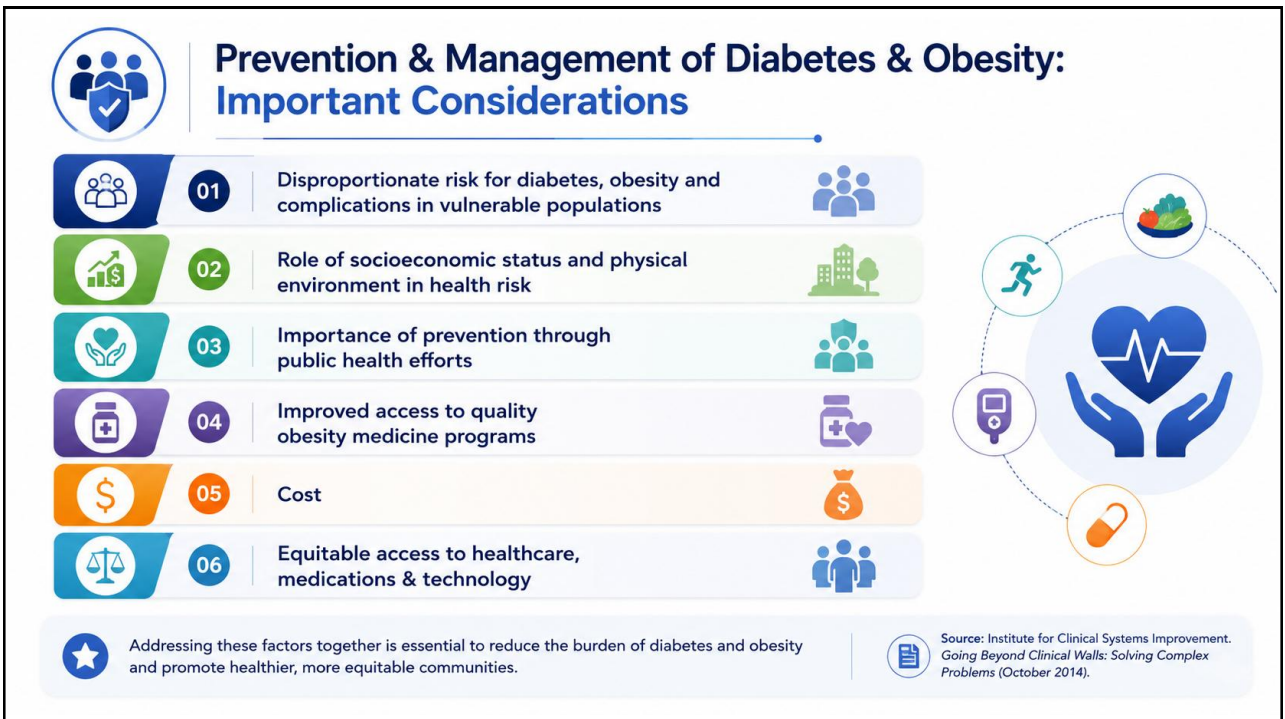 Prevention & Management of Diabetes & Obesity:
Important Considerations
01
Disproportionate risk for diabetes, obesity and
complications in vulnerable populations
02
Role of socioeconomic status and physical
environment in health risk
$
03
Importance of prevention through
public health efforts
04
Improved access to quality
obesity medicine programs
$
05
Cost
$
06
Equitable access to healthcare,
medications & technology
Addressing these factors together is essential to reduce the burden of diabetes and obesity
and promote healthier, more equitable communities.
Source: Institute for Clinical Systems Improvement.
Going Beyond Clinical Walls: Solving Complex
Problems (October 2014).